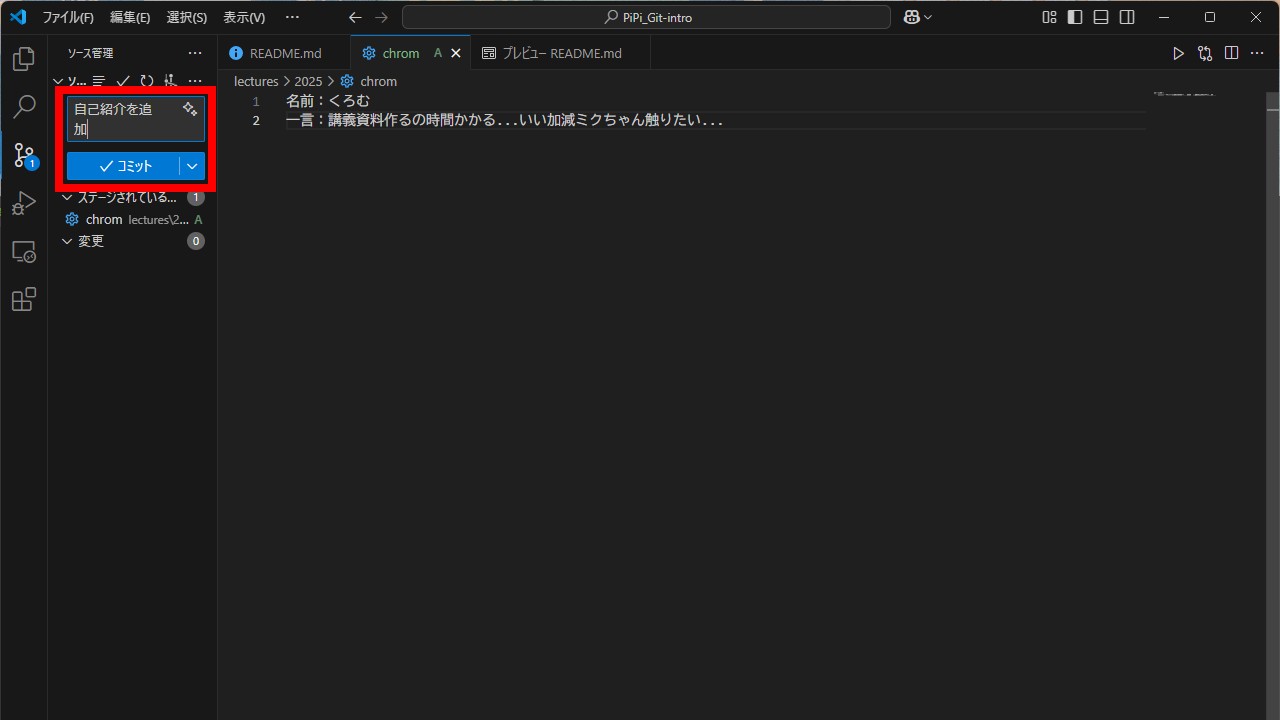 ファイル(F) 編集(E) 選択(S) 表示(V) ... PiPi_Git-intro
ソース管理 ...
ソ... ...
自己紹介を追
加
コミット
ステージされている... 1
chrom lectures\2... A
変更 0
1
README.md chrom A プレビュー README.md ...
lectures > 2025 > chrom
1 名前：くろむ
2 一言：講義資料作るの時間かかる...いい加減ミクちゃん触りたい...